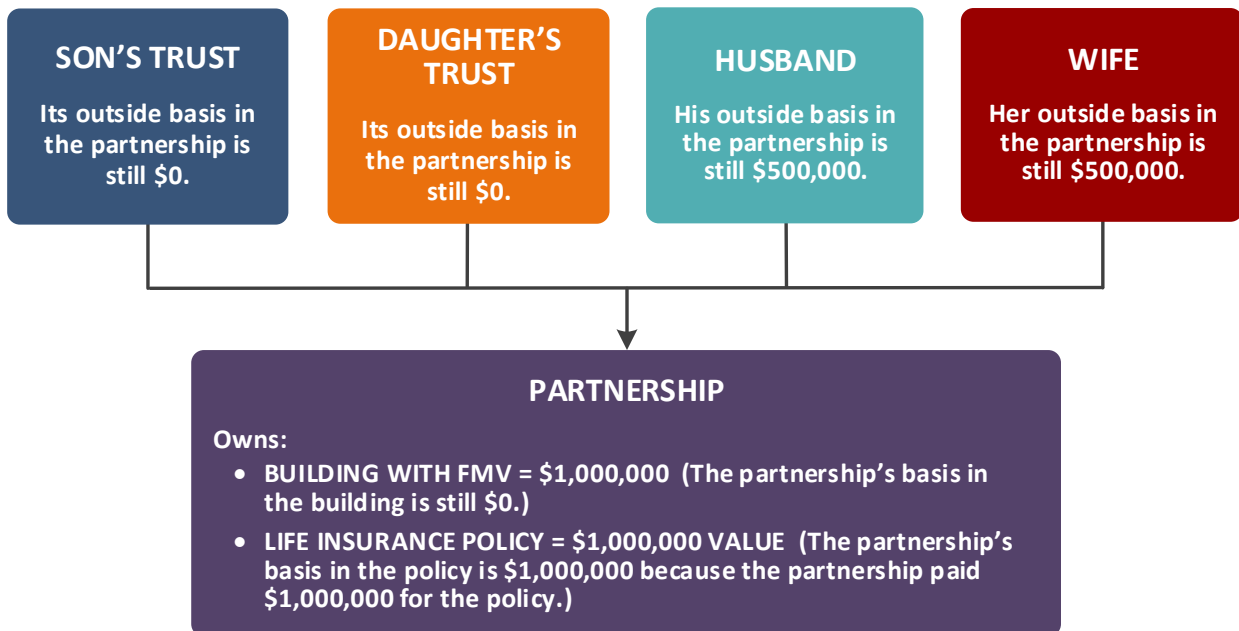 SON’S TRUST
Its outside basis in
the partnership is
still $0.
DAUGHTER’S
TRUST
Its outside basis in
the partnership is
still $0.
HUSBAND
His outside basis in
the partnership is
still $500,000.
WIFE
Her outside basis in
the partnership is
still $500,000.
PARTNERSHIP
Owns:
• BUILDING WITH FMV = $1,000,000 (The partnership’s basis in
the building is still $0.)
• LIFE INSURANCE POLICY = $1,000,000 VALUE (The partnership’s
basis in the policy is $1,000,000 because the partnership paid
$1,000,000 for the policy.)